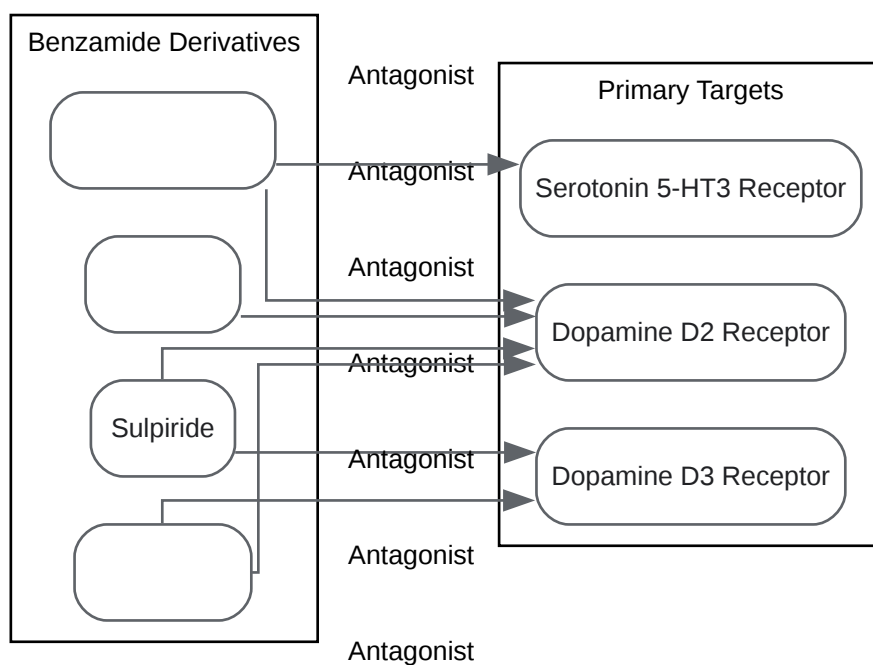 Benzamide Derivatives
Sulpiride
Antagonist
Antagonist
Antagonist
Antagonist
Antagonist
Antagonist
Antagonist
Primary Targets
Serotonin 5-HT3 Receptor
Dopamine D2 Receptor
Dopamine D3 Receptor